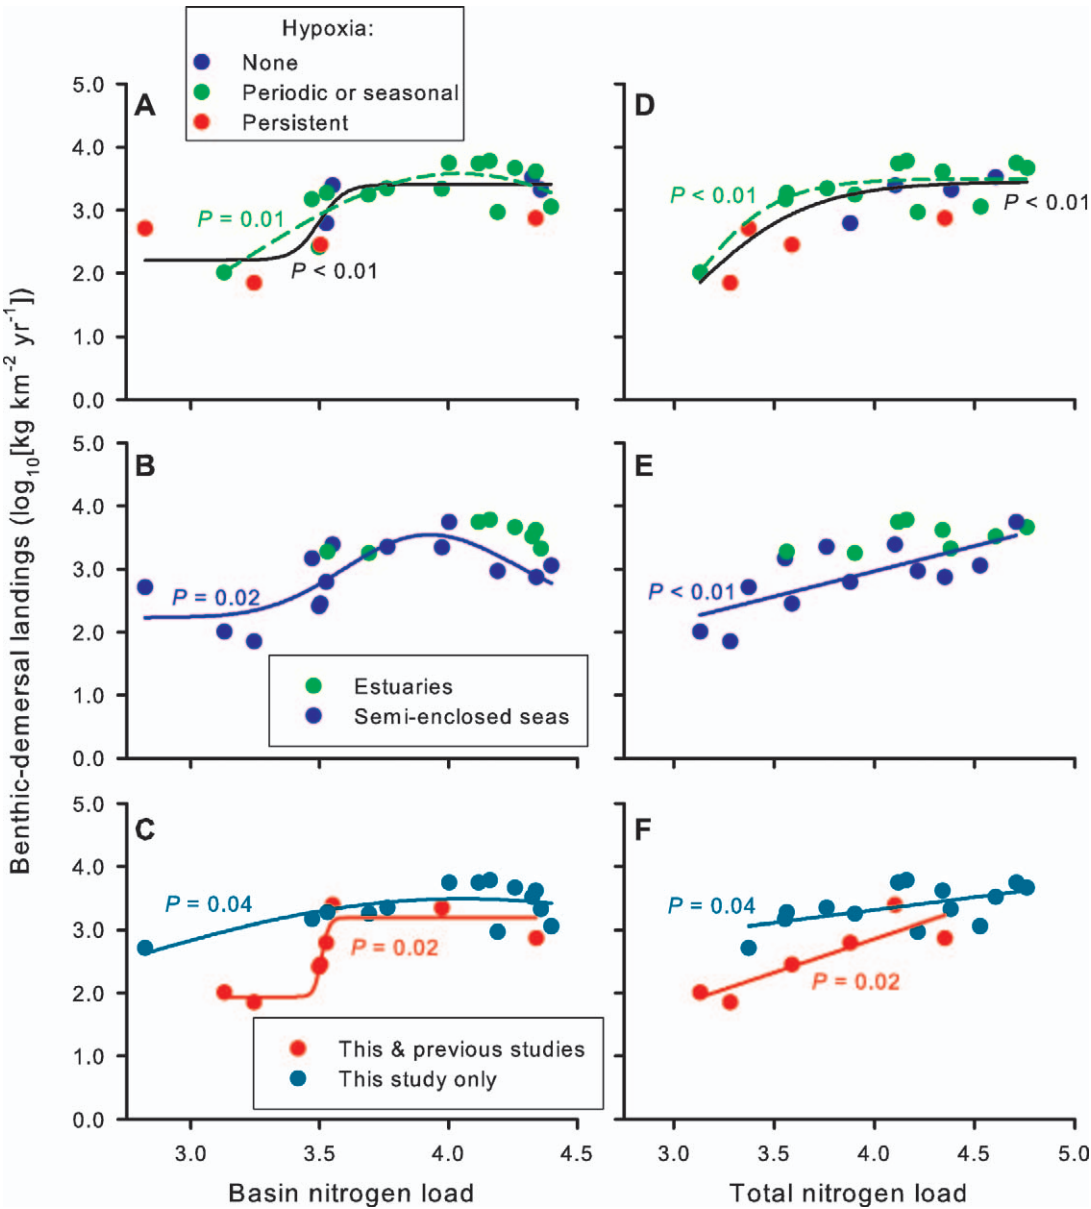 Hypoxia:
None
Periodic or seasonal
Persistent
A
5.0
4.0
3.0
2.0
1.0
0.0
P = 0.01
P < 0.01
D
P < 0.01
P < 0.01
B
5.0
4.0
3.0
2.0
1.0
0.0
P = 0.02
Estuaries
Semi-enclosed seas
E
P < 0.01
C
5.0
4.0
3.0
2.0
1.0
0.0
P = 0.04
P = 0.02
This & previous studies
This study only
F
P = 0.04
P = 0.02
3.0 3.5 4.0 4.5
3.0 3.5 4.0 4.5 5.0
Basin nitrogen load
Total nitrogen load
Benthic-demersal landings (log10[kg km-2 yr-1])